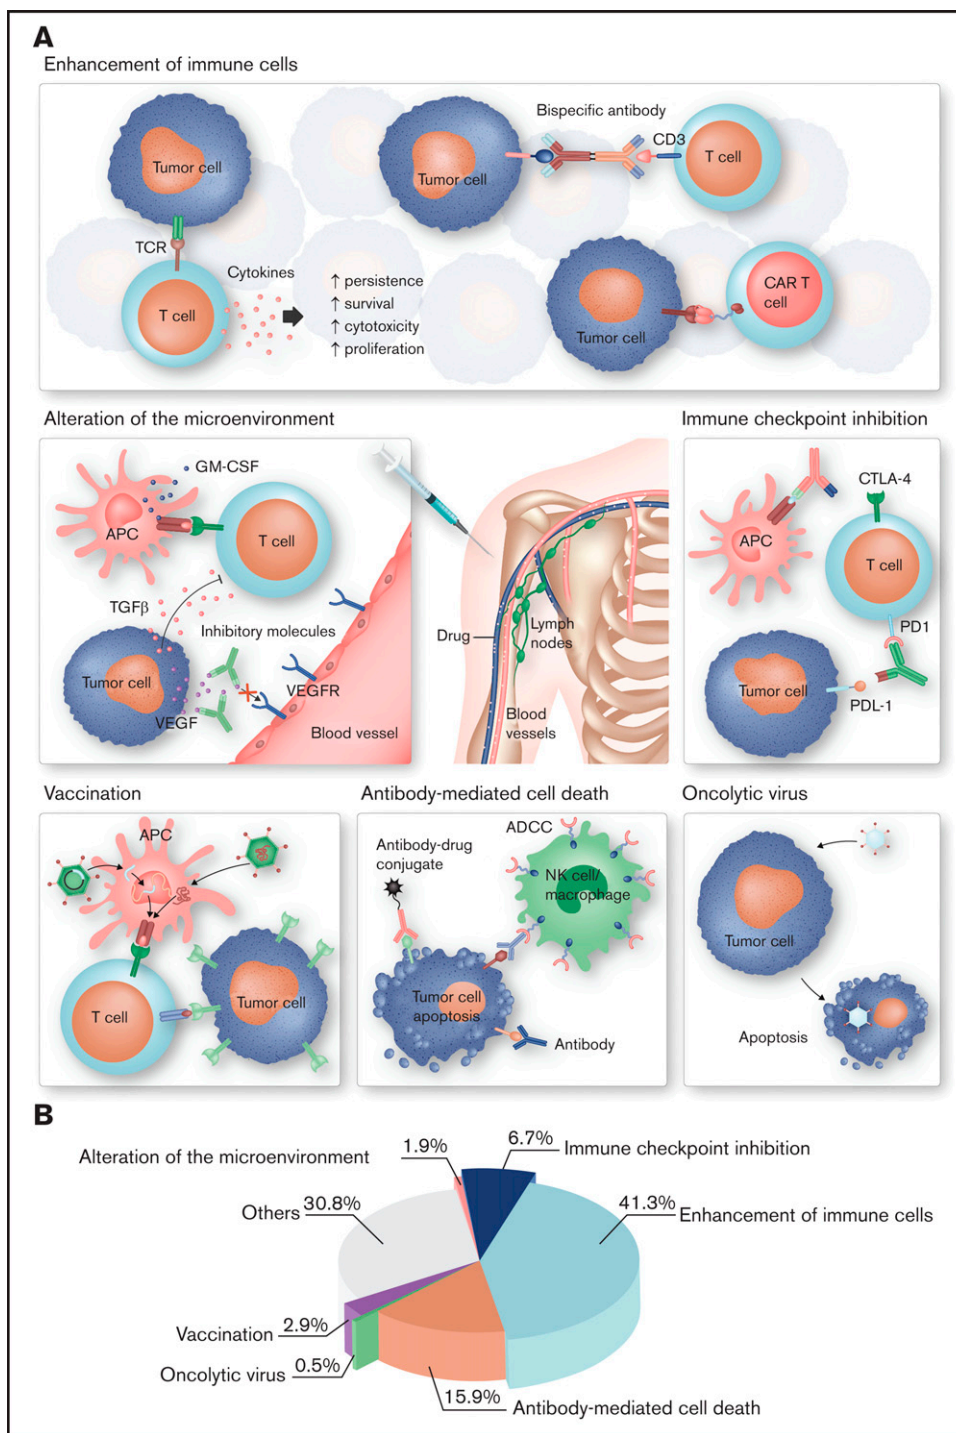 A
Enhancement of immune cells
Tumor cell
TCR
T cell
Cytokines
↑ persistence
↑ survival
↑ cytotoxicity
↑ proliferation
Bispecific antibody
Tumor cell
CD3
T cell
Tumor cell
CAR T
cell
Alteration of the microenvironment
GM-CSF
APC
T cell
TGFβ
Inhibitory molecules
Tumor cell
VEGF
VEGFR
Blood vessel
Drug
Lymph
nodes
Blood
vessels
Immune checkpoint inhibition
CTLA-4
APC
T cell
PD1
Tumor cell
PDL-1
Vaccination
APC
T cell
Tumor cell
Antibody-mediated cell death
ADCC
Antibody-drug
conjugate
NK cell/
macrophage
Tumor cell
apoptosis
Antibody
Oncolytic virus
Tumor cell
Apoptosis
B
Alteration of the microenvironment 1.9%
6.7% Immune checkpoint inhibition
Others 30.8%
41.3% Enhancement of immune cells
Vaccination 2.9%
Oncolytic virus 0.5%
15.9% Antibody-mediated cell death